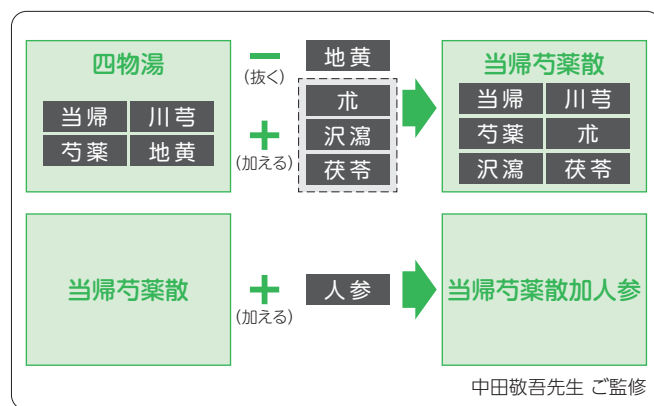 四物湯
当帰 川芎
芍薬 地黄
(抜く)
地黄
(加える)
朮
沢瀉
茯苓
当帰芍薬散
当帰 川芎
芍薬 朮
沢瀉 茯苓
当帰芍薬散
(加える)
人参
当帰芍薬散加人参
中田敬吾先生 ご監修